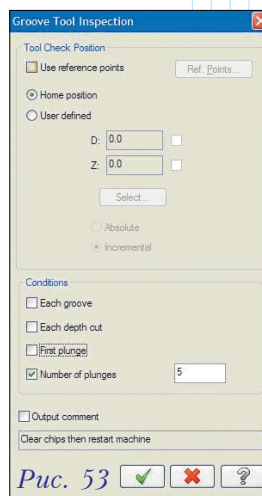 Groove Tool Inspection
Tool Check Position
Use reference points
Ref. Points...
Home position
User defined
D: 0.0
Z: 0.0
Select...
Absolute
Incremental
Conditions
Each groove
Each depth cut
First plunge
Number of plunges 5
Output comment
Clear chips then restart machine
Рис. 53